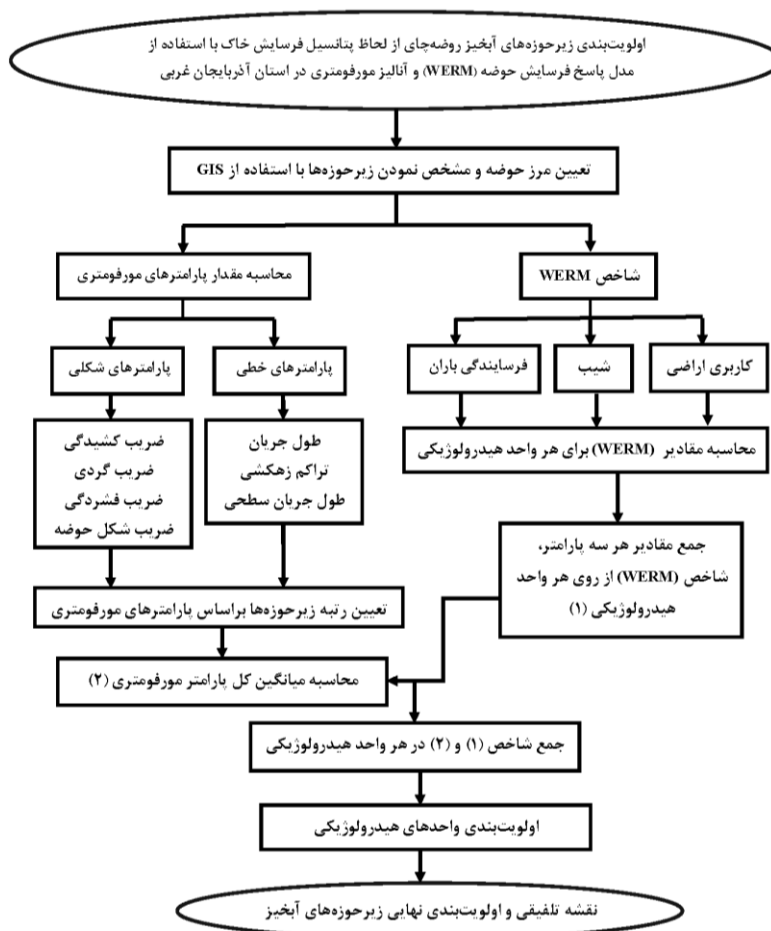 اولویت‌بندی زیرحوزه‌های آبخیز روضه‌چای از لحاظ پتانسیل فرسایش خاک با استفاده از
مدل پاسخ فرسایش حوضه (WERM) و آنالیز مورفومتری در استان آذربایجان غربی
تعیین مرز حوضه و مشخص نمودن زیرحوزه‌ها با استفاده از GIS
شاخص WERM
محاسبه مقدار پارامترهای مورفومتری
کاربری اراضی
شیب
فرسایندگی باران
پارامترهای خطی
پارامترهای شکلی
محاسبه مقادیر (WERM) برای هر واحد هیدرولوژیکی
طول جریان
تراکم زهکشی
طول جریان سطحی
ضریب کشیدگی
ضریب گردی
ضریب فشردگی
ضریب شکل حوضه
جمع مقادیر هر سه پارامتر،
شاخص (WERM) از روی هر واحد
هیدرولوژیکی (۱)
تعیین رتبه زیرحوزه‌ها براساس پارامترهای مورفومتری
محاسبه میانگین کل پارامتر مورفومتری (۲)
جمع شاخص (۱) و (۲) در هر واحد هیدرولوژیکی
اولویت‌بندی واحدهای هیدرولوژیکی
نقشه تلفیقی و اولویت‌بندی نهایی زیرحوزه‌های آبخیز